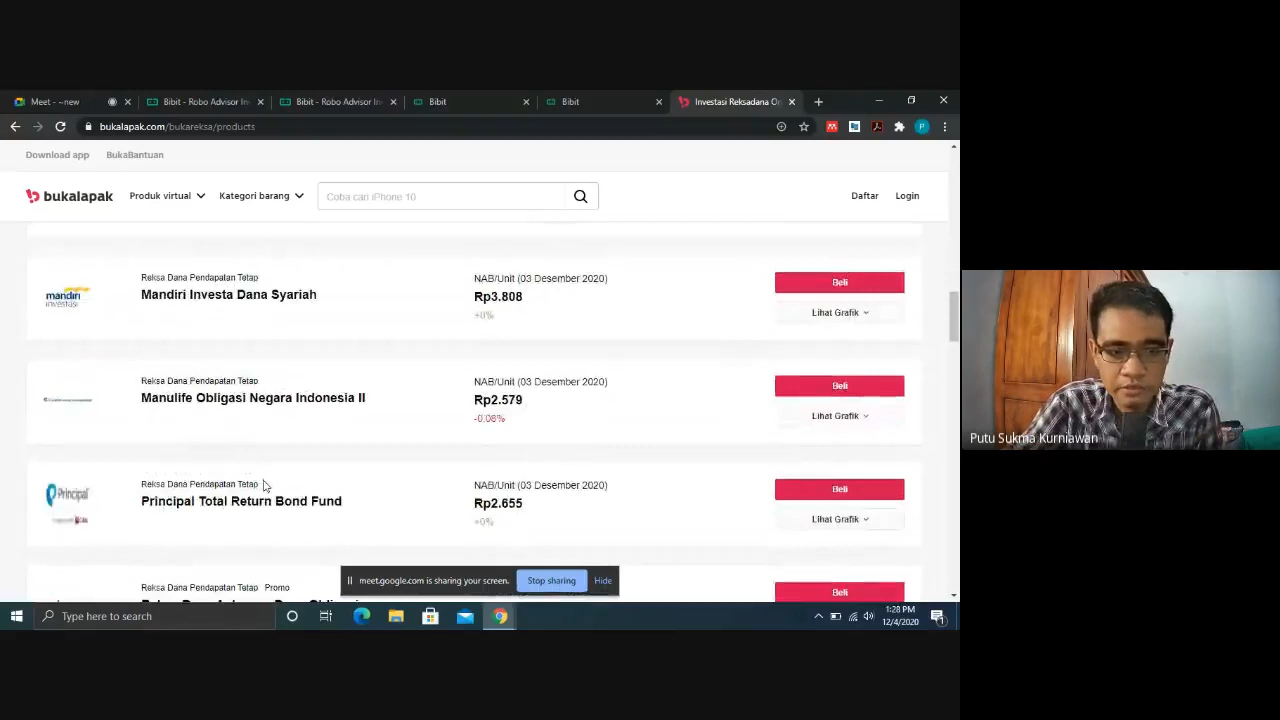 Meet - ~new
Bibit - Robo Advisor In
Bibit - Robo Advisor In
Bibit
Bibit
Investasi Reksadana On
bukalapak.com/bukareksa/products
Download app
BukaBantuan
bukalapak
Produk virtual
Kategori barang
Coba cari iPhone 10
Daftar
Login
mandiri
investasi
Reksa Dana Pendapatan Tetap
Mandiri Investa Dana Syariah
NAB/Unit (03 Desember 2020)
Rp3.808
+0%
Beli
Lihat Grafik
Reksa Dana Pendapatan Tetap
Manulife Obligasi Negara Indonesia II
NAB/Unit (03 Desember 2020)
Rp2.579
-0.08%
Beli
Lihat Grafik
Principal
Reksa Dana Pendapatan Tetap
Principal Total Return Bond Fund
NAB/Unit (03 Desember 2020)
Rp2.655
+0%
Beli
Lihat Grafik
Reksa Dana Pendapatan Tetap Promo
Beli
meet.google.com is sharing your screen.
Stop sharing
Hide
Type here to search
1:28 PM
12/4/2020
Putu Sukma Kurniawan